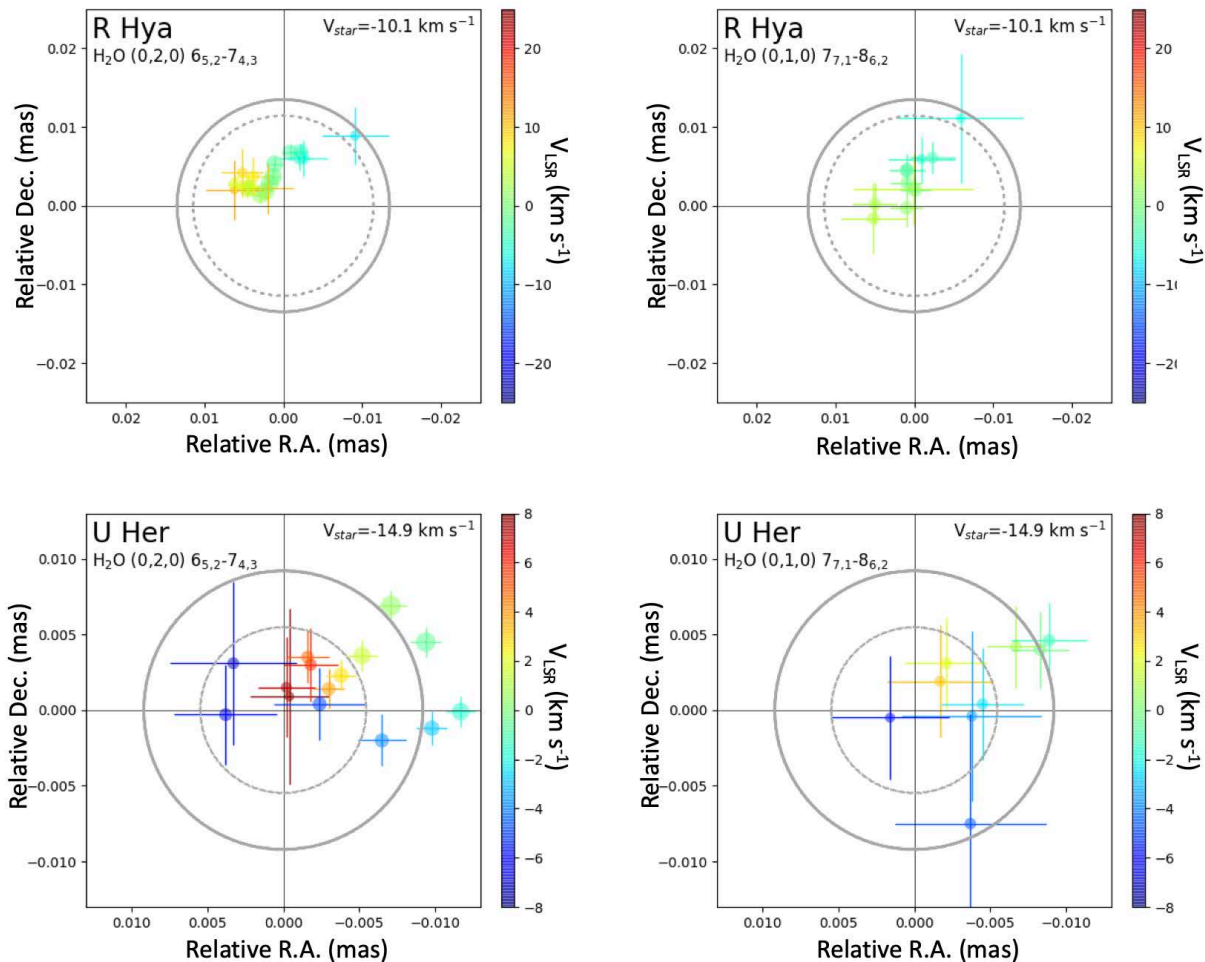 R Hya
V_star=-10.1 km s⁻¹
H₂O (0,2,0) 6₅,₂-7₄,₃
0.02
0.01
0.00
−0.01
−0.02
Relative Dec. (mas)
0.02 0.01 0.00 −0.01 −0.02
Relative R.A. (mas)
20
10
0
−10
−20
V_LSR (km s⁻¹)
R Hya
V_star=-10.1 km s⁻¹
H₂O (0,1,0) 7₇,₁-8₆,₂
0.02
0.01
0.00
−0.01
−0.02
Relative Dec. (mas)
0.02 0.01 0.00 −0.01 −0.02
Relative R.A. (mas)
20
10
0
−10
V_LSR (km s⁻¹)
U Her
V_star=-14.9 km s⁻¹
H₂O (0,2,0) 6₅,₂-7₄,₃
0.010
0.005
0.000
−0.005
−0.010
Relative Dec. (mas)
0.010 0.005 0.000 −0.005 −0.010
Relative R.A. (mas)
8
6
4
2
0
−2
−4
−6
−8
V_LSR (km s⁻¹)
U Her
V_star=-14.9 km s⁻¹
H₂O (0,1,0) 7₇,₁-8₆,₂
0.010
0.005
0.000
−0.005
−0.010
Relative Dec. (mas)
0.010 0.005 0.000 −0.005 −0.010
Relative R.A. (mas)
8
6
4
2
0
−2
−4
−6
−8
V_LSR (km s⁻¹)